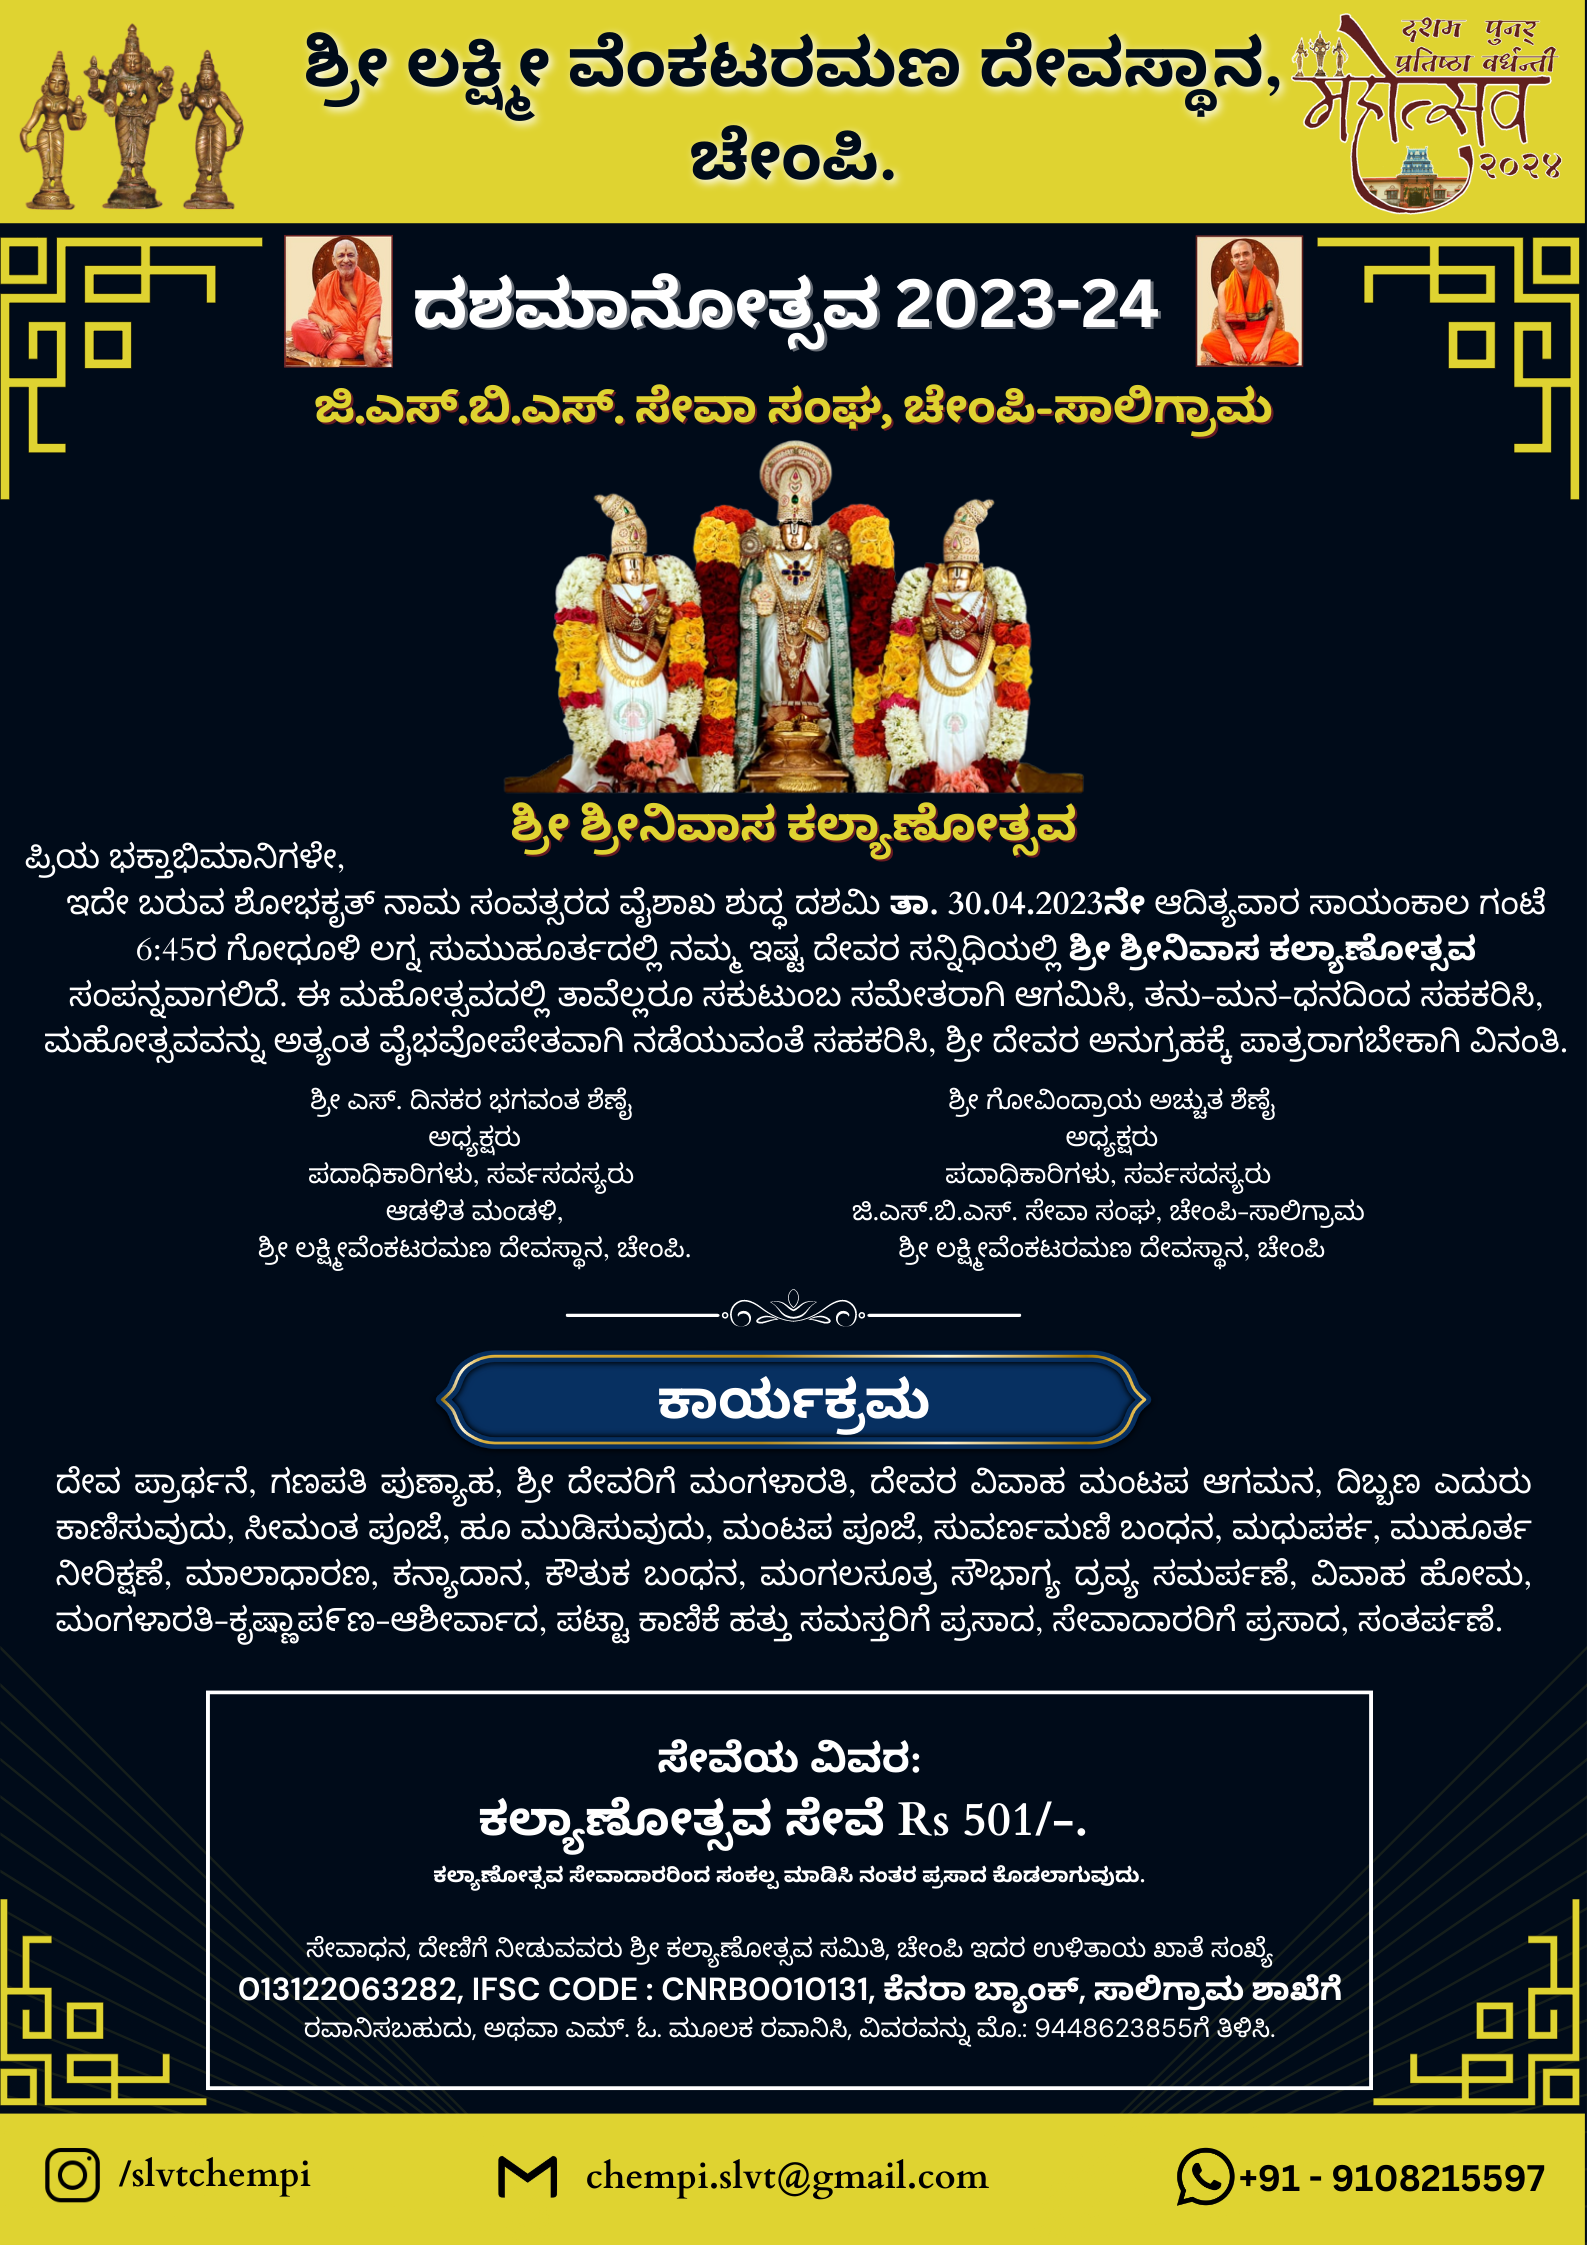 ಶ್ರೀ ಲಕ್ಷ್ಮೀ ವೆಂಕಟರಮಣ ದೇವಸ್ಥಾನ,
ಚೇಂಪಿ.
ದಶಮ ಪುನರ್
ಪ್ರತಿಷ್ಠಾ ವರ್ಧನ್ತೀ
महोत्सव
೨೦೨೪
ದಶಮಾನೋತ್ಸವ 2023-24
ಜಿ.ಎಸ್.ಬಿ.ಎಸ್. ಸೇವಾ ಸಂಘ, ಚೇಂಪಿ-ಸಾಲಿಗ್ರಾಮ
ಶ್ರೀ ಶ್ರೀನಿವಾಸ ಕಲ್ಯಾಣೋತ್ಸವ
ಪ್ರಿಯ ಭಕ್ತಾಭಿಮಾನಿಗಳೇ,
ಇದೇ ಬರುವ ಶೋಭಕೃತ್ ನಾಮ ಸಂವತ್ಸರದ ವೈಶಾಖ ಶುದ್ಧ ದಶಮಿ ತಾ. 30.04.2023ನೇ ಆದಿತ್ಯವಾರ ಸಾಯಂಕಾಲ ಗಂಟೆ
6:45ರ ಗೋಧೂಳಿ ಲಗ್ನ ಸುಮುಹೂರ್ತದಲ್ಲಿ ನಮ್ಮ ಇಷ್ಟ ದೇವರ ಸನ್ನಿಧಿಯಲ್ಲಿ ಶ್ರೀ ಶ್ರೀನಿವಾಸ ಕಲ್ಯಾಣೋತ್ಸವ
ಸಂಪನ್ನವಾಗಲಿದೆ. ಈ ಮಹೋತ್ಸವದಲ್ಲಿ ತಾವೆಲ್ಲರೂ ಸಕುಟುಂಬ ಸಮೇತರಾಗಿ ಆಗಮಿಸಿ, ತನು-ಮನ-ಧನದಿಂದ ಸಹಕರಿಸಿ,
ಮಹೋತ್ಸವವನ್ನು ಅತ್ಯಂತ ವೈಭವೋಪೇತವಾಗಿ ನಡೆಯುವಂತೆ ಸಹಕರಿಸಿ, ಶ್ರೀ ದೇವರ ಅನುಗ್ರಹಕ್ಕೆ ಪಾತ್ರರಾಗಬೇಕಾಗಿ ವಿನಂತಿ.
ಶ್ರೀ ಎಸ್. ದಿನಕರ ಭಗವಂತ ಶೆಣೈ
ಅಧ್ಯಕ್ಷರು
ಪದಾಧಿಕಾರಿಗಳು, ಸರ್ವಸದಸ್ಯರು
ಆಡಳಿತ ಮಂಡಳಿ,
ಶ್ರೀ ಲಕ್ಷ್ಮೀವೆಂಕಟರಮಣ ದೇವಸ್ಥಾನ, ಚೇಂಪಿ.
ಶ್ರೀ ಗೋವಿಂದ್ರಾಯ ಅಚ್ಚುತ ಶೆಣೈ
ಅಧ್ಯಕ್ಷರು
ಪದಾಧಿಕಾರಿಗಳು, ಸರ್ವಸದಸ್ಯರು
ಜಿ.ಎಸ್.ಬಿ.ಎಸ್. ಸೇವಾ ಸಂಘ, ಚೇಂಪಿ-ಸಾಲಿಗ್ರಾಮ
ಶ್ರೀ ಲಕ್ಷ್ಮೀವೆಂಕಟರಮಣ ದೇವಸ್ಥಾನ, ಚೇಂಪಿ
ಕಾರ್ಯಕ್ರಮ
ದೇವ ಪ್ರಾರ್ಥನೆ, ಗಣಪತಿ ಪುಣ್ಯಾಹ, ಶ್ರೀ ದೇವರಿಗೆ ಮಂಗಳಾರತಿ, ದೇವರ ವಿವಾಹ ಮಂಟಪ ಆಗಮನ, ದಿಬ್ಬಣ ಎದುರು
ಕಾಣಿಸುವುದು, ಸೀಮಂತ ಪೂಜೆ, ಹೂ ಮುಡಿಸುವುದು, ಮಂಟಪ ಪೂಜೆ, ಸುವರ್ಣಮಣಿ ಬಂಧನ, ಮಧುಪರ್ಕ, ಮುಹೂರ್ತ
ನೀರಿಕ್ಷಣೆ, ಮಾಲಾಧಾರಣ, ಕನ್ಯಾದಾನ, ಕೌತುಕ ಬಂಧನ, ಮಂಗಲಸೂತ್ರ ಸೌಭಾಗ್ಯ ದ್ರವ್ಯ ಸಮರ್ಪಣೆ, ವಿವಾಹ ಹೋಮ,
ಮಂಗಳಾರತಿ-ಕೃಷ್ಣಾಪ೯ಣ-ಆಶೀರ್ವಾದ, ಪಟ್ಟಾ ಕಾಣಿಕೆ ಹತ್ತು ಸಮಸ್ತರಿಗೆ ಪ್ರಸಾದ, ಸೇವಾದಾರರಿಗೆ ಪ್ರಸಾದ, ಸಂತರ್ಪಣೆ.
ಸೇವೆಯ ವಿವರ:
ಕಲ್ಯಾಣೋತ್ಸವ ಸೇವೆ Rs 501/-.
ಕಲ್ಯಾಣೋತ್ಸವ ಸೇವಾದಾರರಿಂದ ಸಂಕಲ್ಪ ಮಾಡಿಸಿ ನಂತರ ಪ್ರಸಾದ ಕೊಡಲಾಗುವುದು.
ಸೇವಾಧನ, ದೇಣಿಗೆ ನೀಡುವವರು ಶ್ರೀ ಕಲ್ಯಾಣೋತ್ಸವ ಸಮಿತಿ, ಚೇಂಪಿ ಇದರ ಉಳಿತಾಯ ಖಾತೆ ಸಂಖ್ಯೆ
013122063282, IFSC CODE : CNRB0010131, ಕೆನರಾ ಬ್ಯಾಂಕ್, ಸಾಲಿಗ್ರಾಮ ಶಾಖೆಗೆ
ರವಾನಿಸಬಹುದು, ಅಥವಾ ಎಮ್. ಓ. ಮೂಲಕ ರವಾನಿಸಿ, ವಿವರವನ್ನು ಮೊ.: 9448623855ಗೆ ತಿಳಿಸಿ.
/slvtchempi
chempi.slvt@gmail.com
+91 - 9108215597